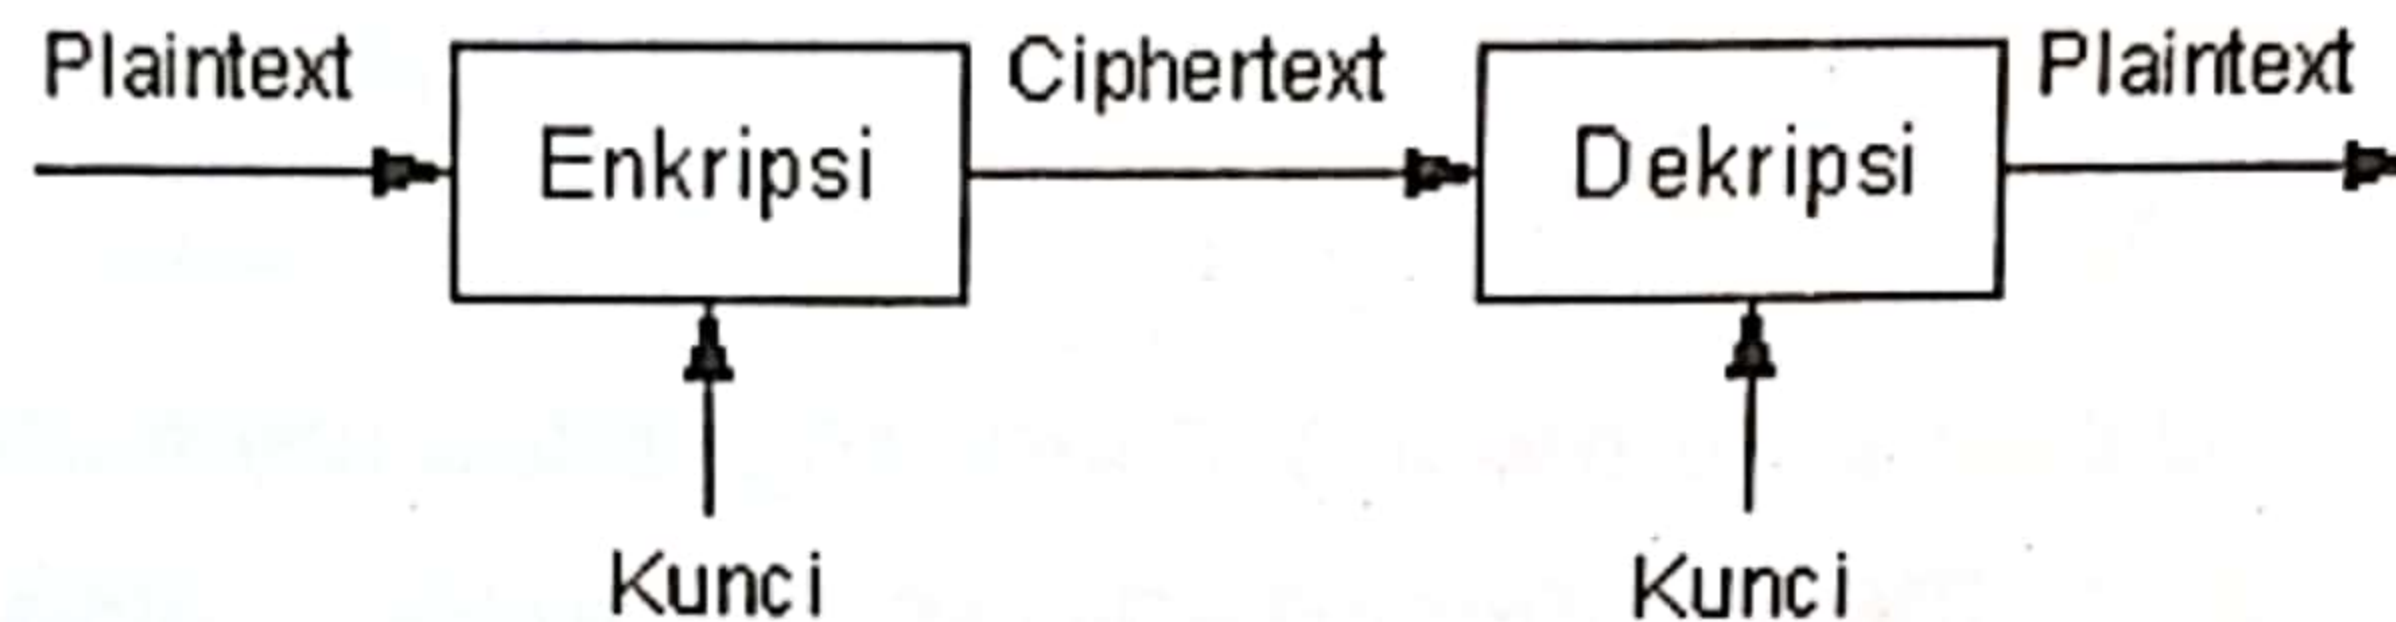 Plaintext
Ciphertext
Plaintext
Enkripsi
Dekripsi
Kunci
Kunci